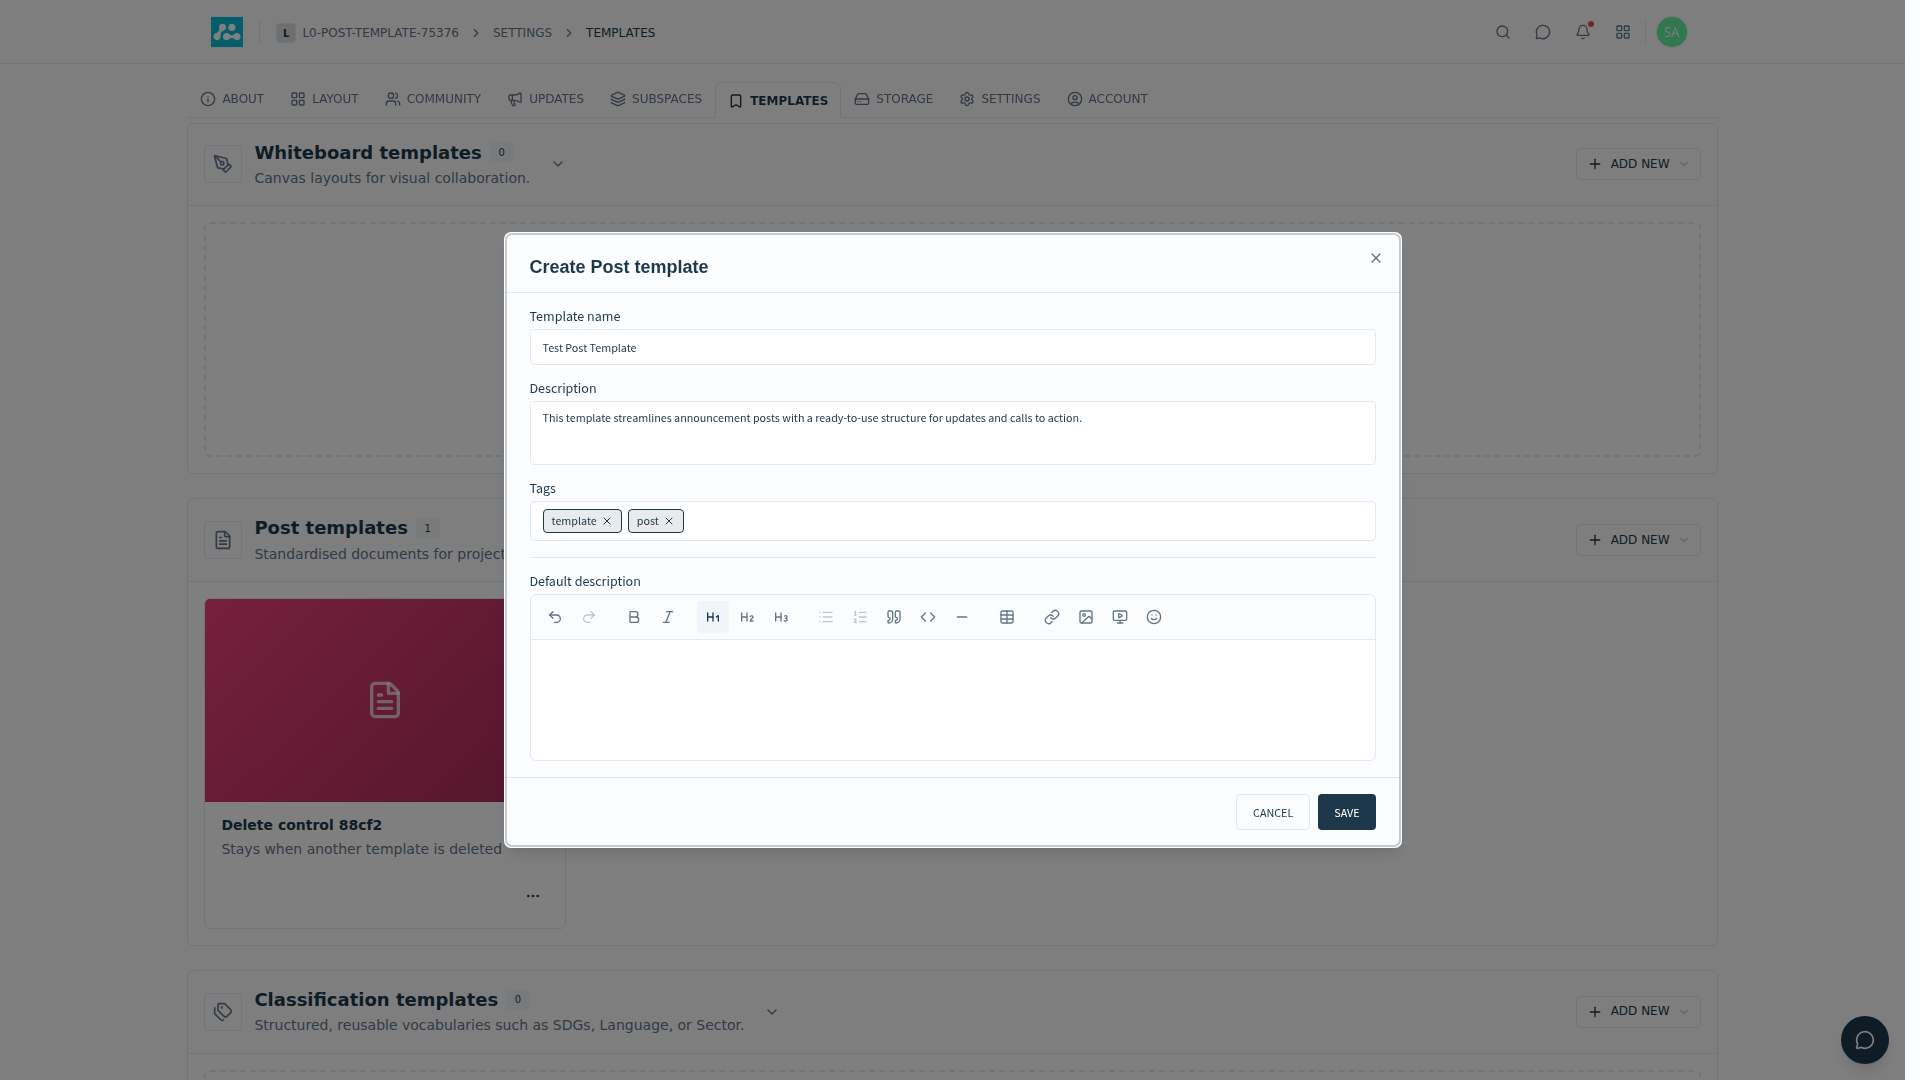 L L0-POST-TEMPLATE-75376 SETTINGS TEMPLATES SA
ABOUT LAYOUT COMMUNITY UPDATES SUBSPACES TEMPLATES STORAGE SETTINGS ACCOUNT
Whiteboard templates 0
Canvas layouts for visual collaboration.
ADD NEW
Create Post template
Template name
Test Post Template
Description
This template streamlines announcement posts with a ready-to-use structure for updates and calls to action.
Tags
template post
Post templates 1
Standardised documents for project
ADD NEW
Default description
B I H1 H2 H3
CANCEL SAVE
Delete control 88cf2
Stays when another template is deleted
...
Classification templates 0
Structured, reusable vocabularies such as SDGs, Language, or Sector.
ADD NEW